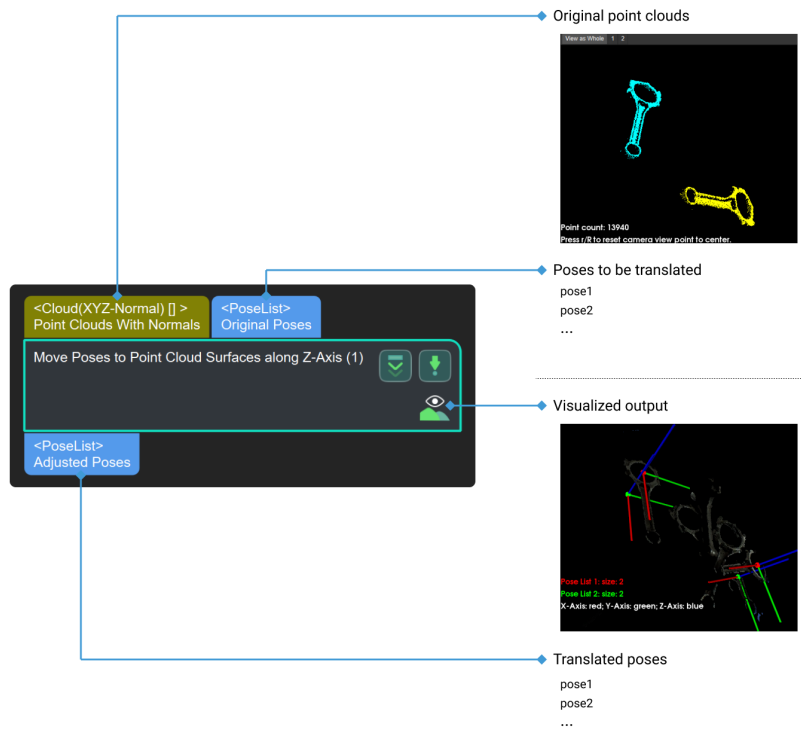 Original point clouds
View as Whole 1 2
Point count: 13940
Press r/R to reset camera view point to center.
Poses to be translated
pose1
pose2
...
<Cloud(XYZ-Normal) [] >
Point Clouds With Normals
<PoseList>
Original Poses
Move Poses to Point Cloud Surfaces along Z-Axis (1)
<PoseList>
Adjusted Poses
Visualized output
Pose List 1: size: 2
Pose List 2: size: 2
X-Axis: red; Y-Axis: green; Z-Axis: blue
Translated poses
pose1
pose2
...